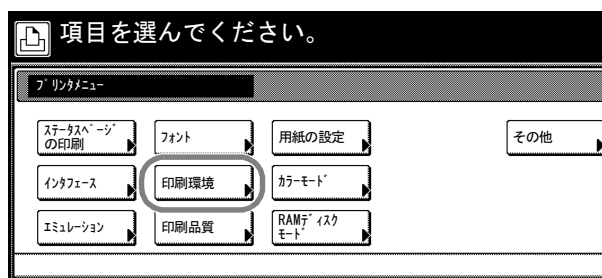 項目を選んでください。
ﾌﾟﾘﾝﾀﾒﾆｭｰ
ｽﾃｰﾀｽﾍﾟｰｼﾞ
の印刷
ﾌｫﾝﾄ
用紙の設定
その他
ｲﾝﾀﾌｪｰｽ
印刷環境
ｶﾗｰﾓｰﾄﾞ
ｴﾐｭﾚｰｼｮﾝ
印刷品質
RAMﾃﾞｨｽｸ
ﾓｰﾄﾞ